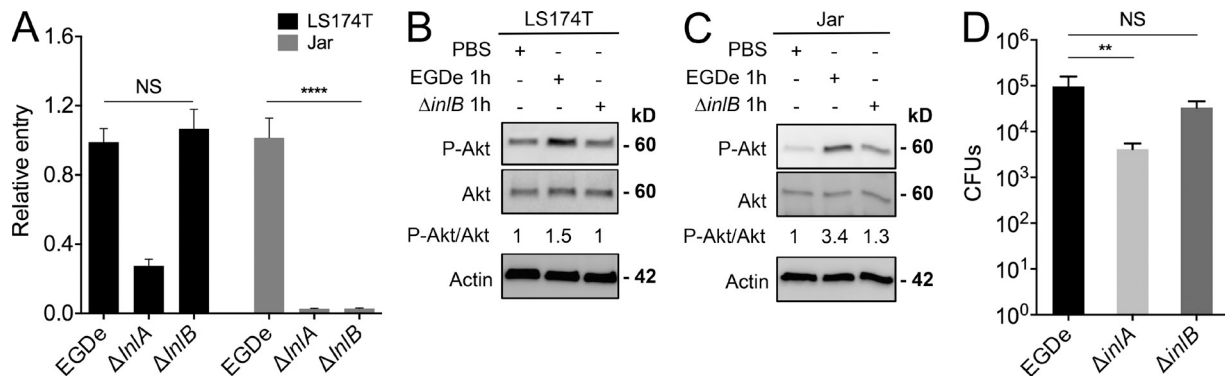 A
LS174T
Jar
Relative entry
1.6
1.2
0.8
0.4
0.0
NS
****
EGDe
ΔInlA
ΔInlB
EGDe
ΔInlA
ΔInlB
B
LS174T
PBS + - -
EGDe 1h - + -
ΔinlB 1h - - +
kD
P-Akt - 60
Akt - 60
P-Akt/Akt 1 1.5 1
Actin - 42
C
Jar
PBS + - -
EGDe 1h - + -
ΔinlB 1h - - +
kD
P-Akt - 60
Akt - 60
P-Akt/Akt 1 3.4 1.3
Actin - 42
D
NS
**
CFUs
10⁶
10⁵
10⁴
10³
10²
10¹
10⁰
EGDe
ΔinlA
ΔinlB